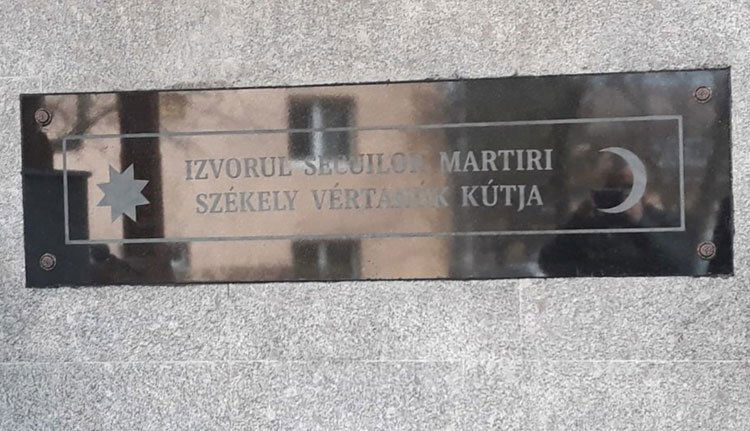 IZVORUL SECUILOR MARTIRI
SZÉKELY VÉRTANÚK KÚTJA